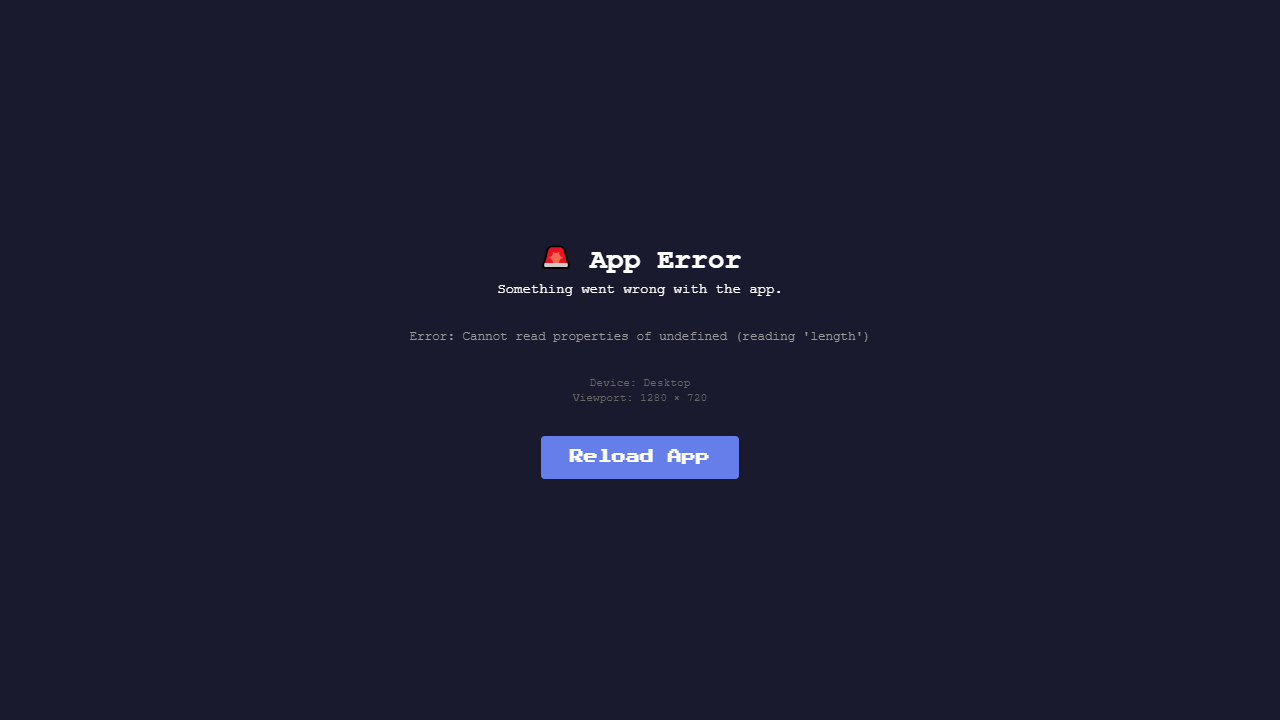 🚨 App Error
Something went wrong with the app.
Error: Cannot read properties of undefined (reading 'length')
Device: Desktop
Viewport: 1280 × 720
Reload App